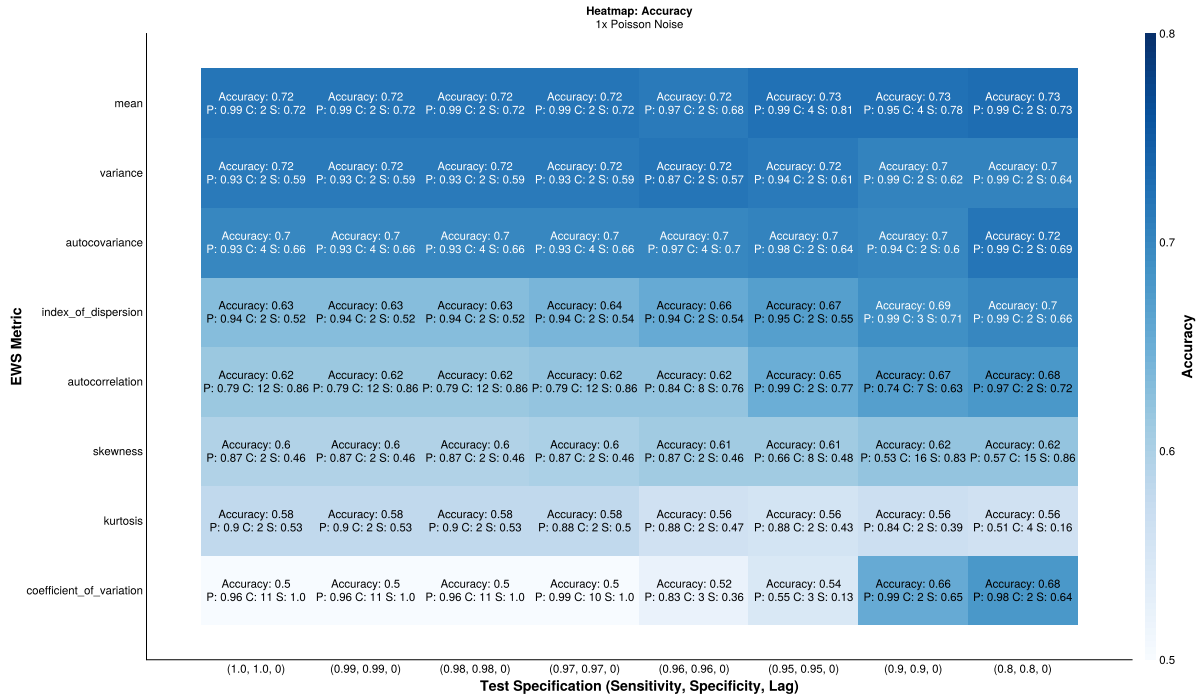 Heatmap: Accuracy
1x Poisson Noise
EWS Metric
mean
Accuracy: 0.72 Accuracy: 0.72 Accuracy: 0.72 Accuracy: 0.72 Accuracy: 0.72 Accuracy: 0.73 Accuracy: 0.73 Accuracy: 0.73
P: 0.99 C: 2 S: 0.72 P: 0.99 C: 2 S: 0.72 P: 0.99 C: 2 S: 0.72 P: 0.99 C: 2 S: 0.72 P: 0.97 C: 2 S: 0.68 P: 0.99 C: 4 S: 0.81 P: 0.95 C: 4 S: 0.78 P: 0.99 C: 2 S: 0.73
variance
Accuracy: 0.72 Accuracy: 0.72 Accuracy: 0.72 Accuracy: 0.72 Accuracy: 0.72 Accuracy: 0.72 Accuracy: 0.7 Accuracy: 0.7
P: 0.93 C: 2 S: 0.59 P: 0.93 C: 2 S: 0.59 P: 0.93 C: 2 S: 0.59 P: 0.93 C: 2 S: 0.59 P: 0.87 C: 2 S: 0.57 P: 0.94 C: 2 S: 0.61 P: 0.99 C: 2 S: 0.62 P: 0.99 C: 2 S: 0.64
autocovariance
Accuracy: 0.7 Accuracy: 0.7 Accuracy: 0.7 Accuracy: 0.7 Accuracy: 0.7 Accuracy: 0.7 Accuracy: 0.7 Accuracy: 0.72
P: 0.93 C: 4 S: 0.66 P: 0.93 C: 4 S: 0.66 P: 0.93 C: 4 S: 0.66 P: 0.93 C: 4 S: 0.66 P: 0.97 C: 4 S: 0.7 P: 0.98 C: 2 S: 0.64 P: 0.94 C: 2 S: 0.6 P: 0.99 C: 2 S: 0.69
index_of_dispersion
Accuracy: 0.63 Accuracy: 0.63 Accuracy: 0.63 Accuracy: 0.64 Accuracy: 0.66 Accuracy: 0.67 Accuracy: 0.69 Accuracy: 0.7
P: 0.94 C: 2 S: 0.52 P: 0.94 C: 2 S: 0.52 P: 0.94 C: 2 S: 0.52 P: 0.94 C: 2 S: 0.54 P: 0.94 C: 2 S: 0.54 P: 0.95 C: 2 S: 0.55 P: 0.99 C: 3 S: 0.71 P: 0.99 C: 2 S: 0.66
autocorrelation
Accuracy: 0.62 Accuracy: 0.62 Accuracy: 0.62 Accuracy: 0.62 Accuracy: 0.62 Accuracy: 0.65 Accuracy: 0.67 Accuracy: 0.68
P: 0.79 C: 12 S: 0.86 P: 0.79 C: 12 S: 0.86 P: 0.79 C: 12 S: 0.86 P: 0.79 C: 12 S: 0.86 P: 0.84 C: 8 S: 0.76 P: 0.99 C: 2 S: 0.77 P: 0.74 C: 7 S: 0.63 P: 0.97 C: 2 S: 0.72
skewness
Accuracy: 0.6 Accuracy: 0.6 Accuracy: 0.6 Accuracy: 0.6 Accuracy: 0.61 Accuracy: 0.61 Accuracy: 0.62 Accuracy: 0.62
P: 0.87 C: 2 S: 0.46 P: 0.87 C: 2 S: 0.46 P: 0.87 C: 2 S: 0.46 P: 0.87 C: 2 S: 0.46 P: 0.87 C: 2 S: 0.46 P: 0.66 C: 8 S: 0.48 P: 0.53 C: 16 S: 0.83 P: 0.57 C: 15 S: 0.86
kurtosis
Accuracy: 0.58 Accuracy: 0.58 Accuracy: 0.58 Accuracy: 0.58 Accuracy: 0.56 Accuracy: 0.56 Accuracy: 0.56 Accuracy: 0.56
P: 0.9 C: 2 S: 0.53 P: 0.9 C: 2 S: 0.53 P: 0.9 C: 2 S: 0.53 P: 0.88 C: 2 S: 0.5 P: 0.88 C: 2 S: 0.47 P: 0.88 C: 2 S: 0.43 P: 0.84 C: 2 S: 0.39 P: 0.51 C: 4 S: 0.16
coefficient_of_variation
Accuracy: 0.5 Accuracy: 0.5 Accuracy: 0.5 Accuracy: 0.5 Accuracy: 0.52 Accuracy: 0.54 Accuracy: 0.66 Accuracy: 0.68
P: 0.96 C: 11 S: 1.0 P: 0.96 C: 11 S: 1.0 P: 0.96 C: 11 S: 1.0 P: 0.99 C: 10 S: 1.0 P: 0.83 C: 3 S: 0.36 P: 0.55 C: 3 S: 0.13 P: 0.99 C: 2 S: 0.65 P: 0.98 C: 2 S: 0.64
(1.0, 1.0, 0) (0.99, 0.99, 0) (0.98, 0.98, 0) (0.97, 0.97, 0) (0.96, 0.96, 0) (0.95, 0.95, 0) (0.9, 0.9, 0) (0.8, 0.8, 0)
Test Specification (Sensitivity, Specificity, Lag)
0.8
0.7
0.6
0.5
Accuracy